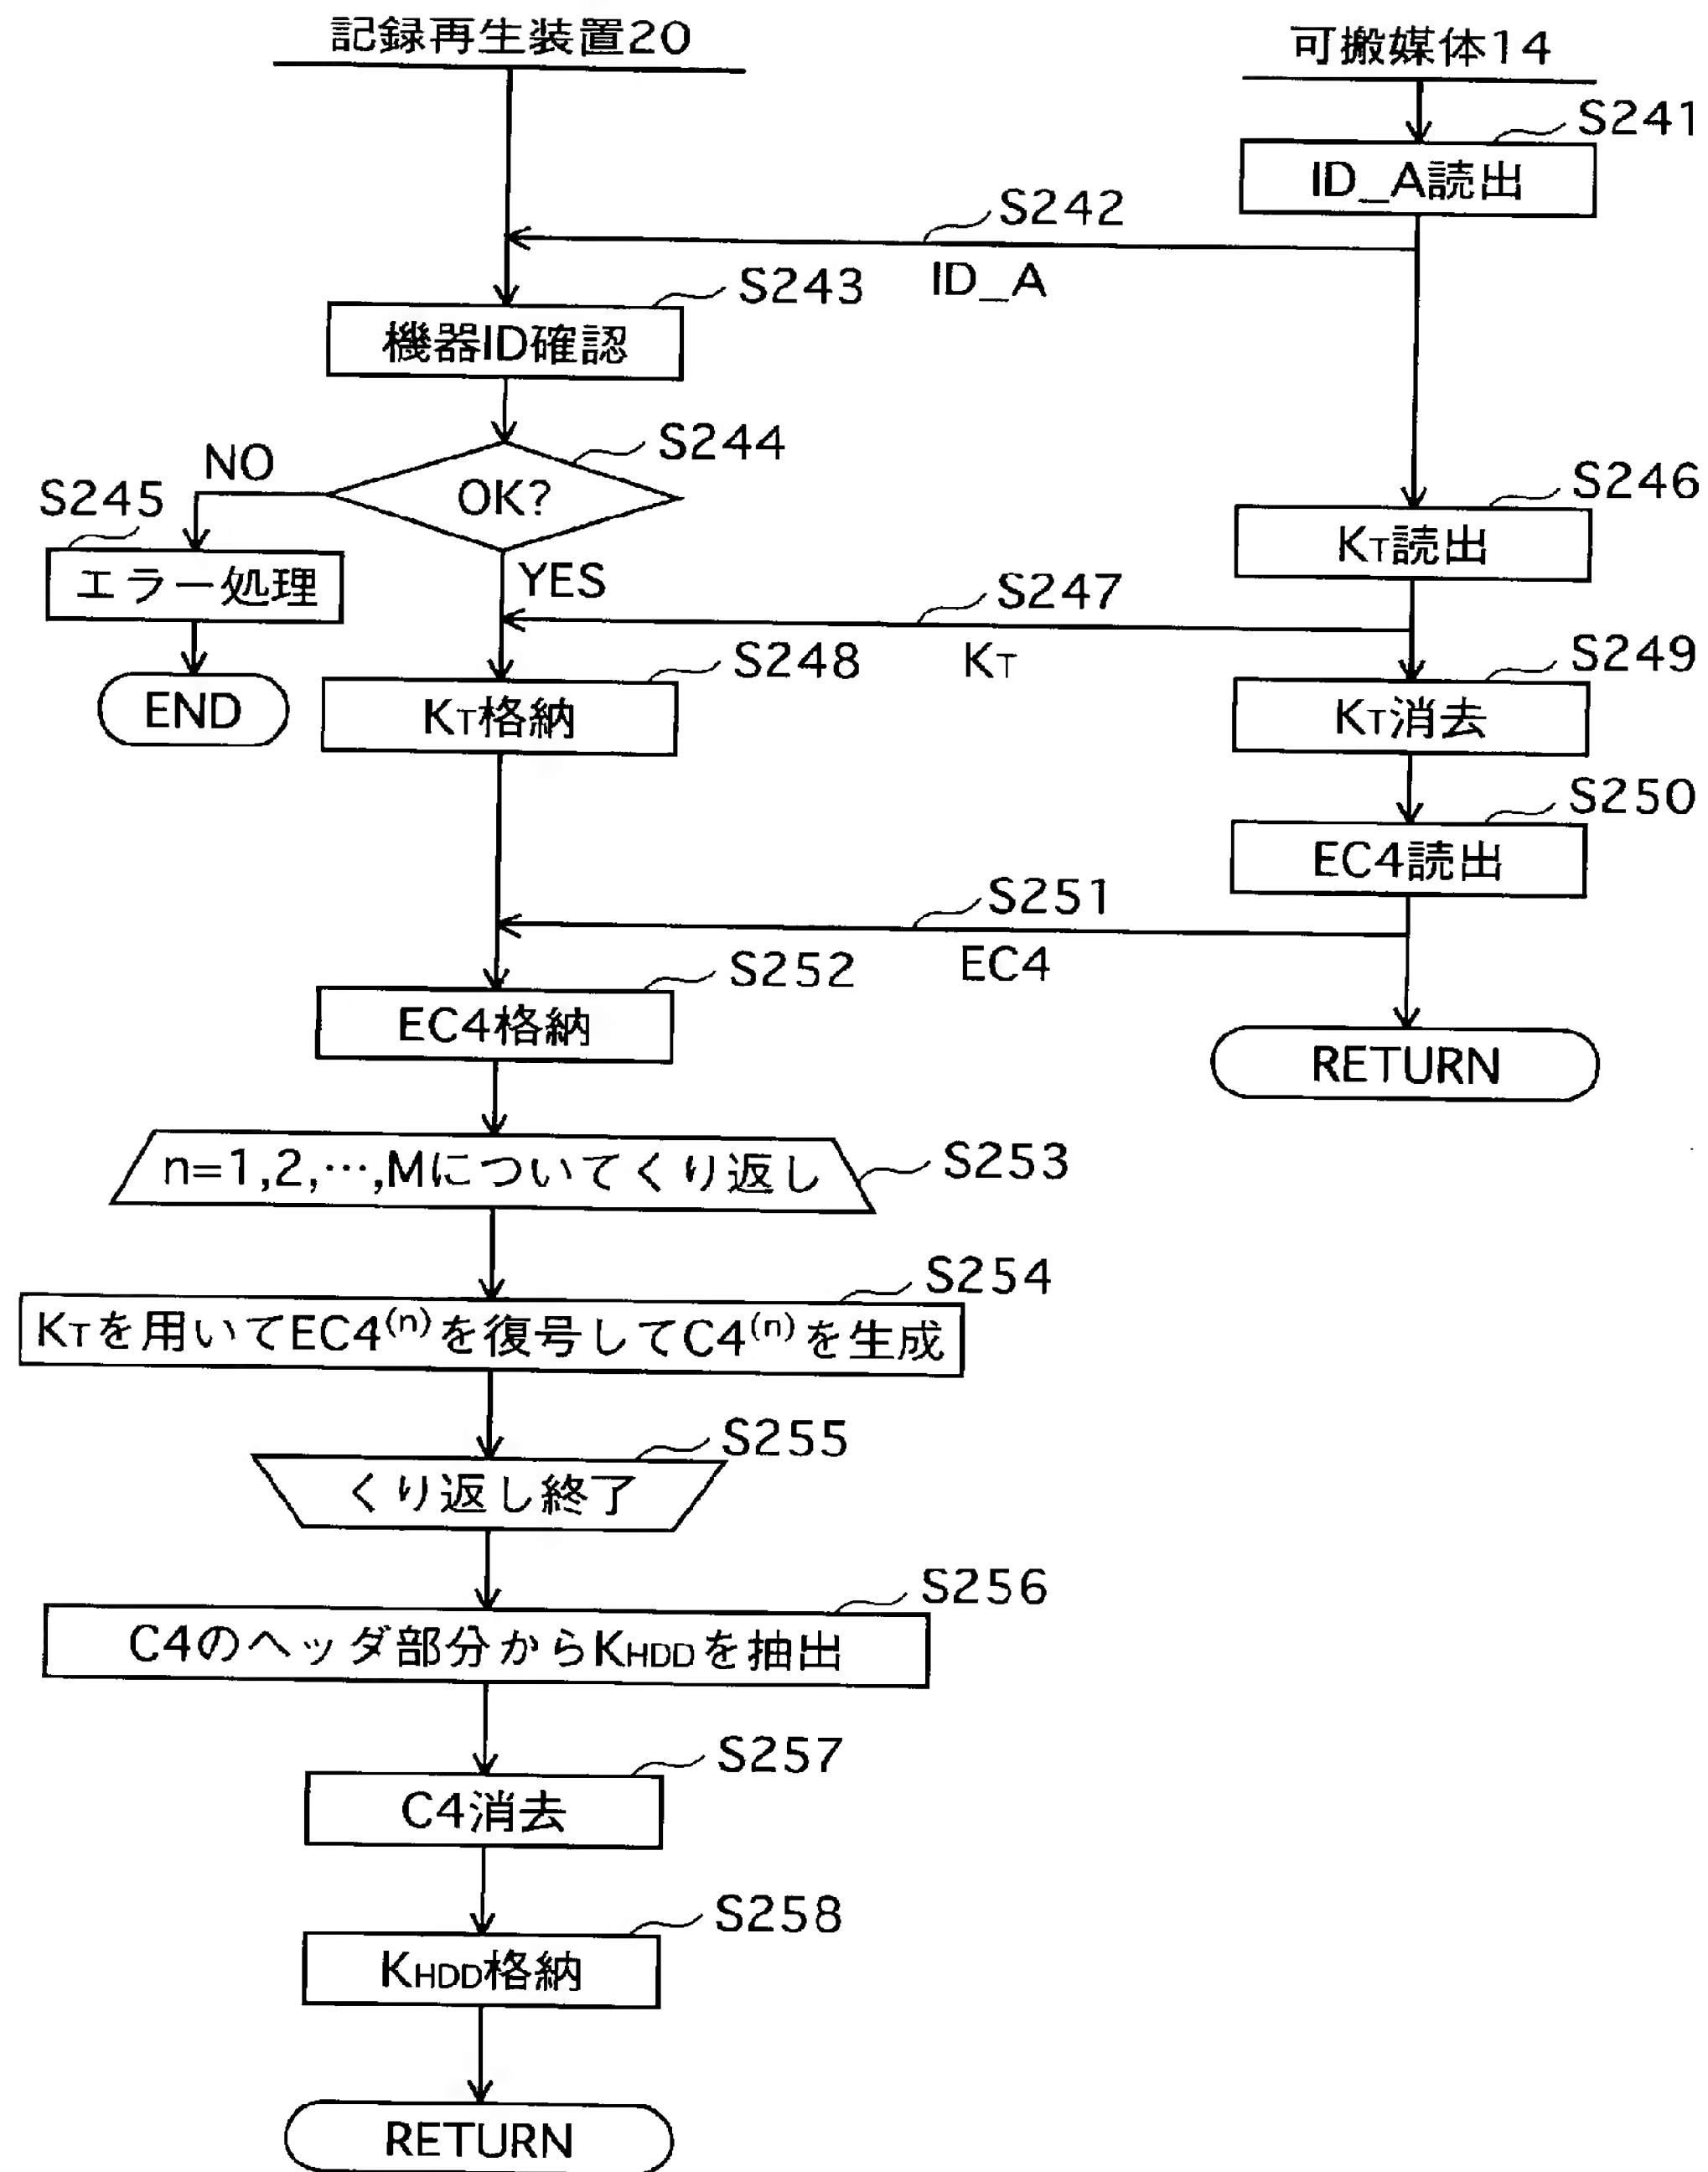 記録再生装置20
可搬媒体14
S241
ID_A読出
S242
ID_A
S243
機器ID確認
S244
OK?
NO
S245
エラー処理
END
YES
S246
KT読出
S247
KT
S248
KT格納
S249
KT消去
S250
EC4読出
S251
EC4
S252
EC4格納
RETURN
S253
n=1,2,…,Mについてくり返し
S254
KTを用いてEC4(n)を復号してC4(n)を生成
S255
くり返し終了
S256
C4のヘッダ部分からKHDDを抽出
S257
C4消去
S258
KHDD格納
RETURN